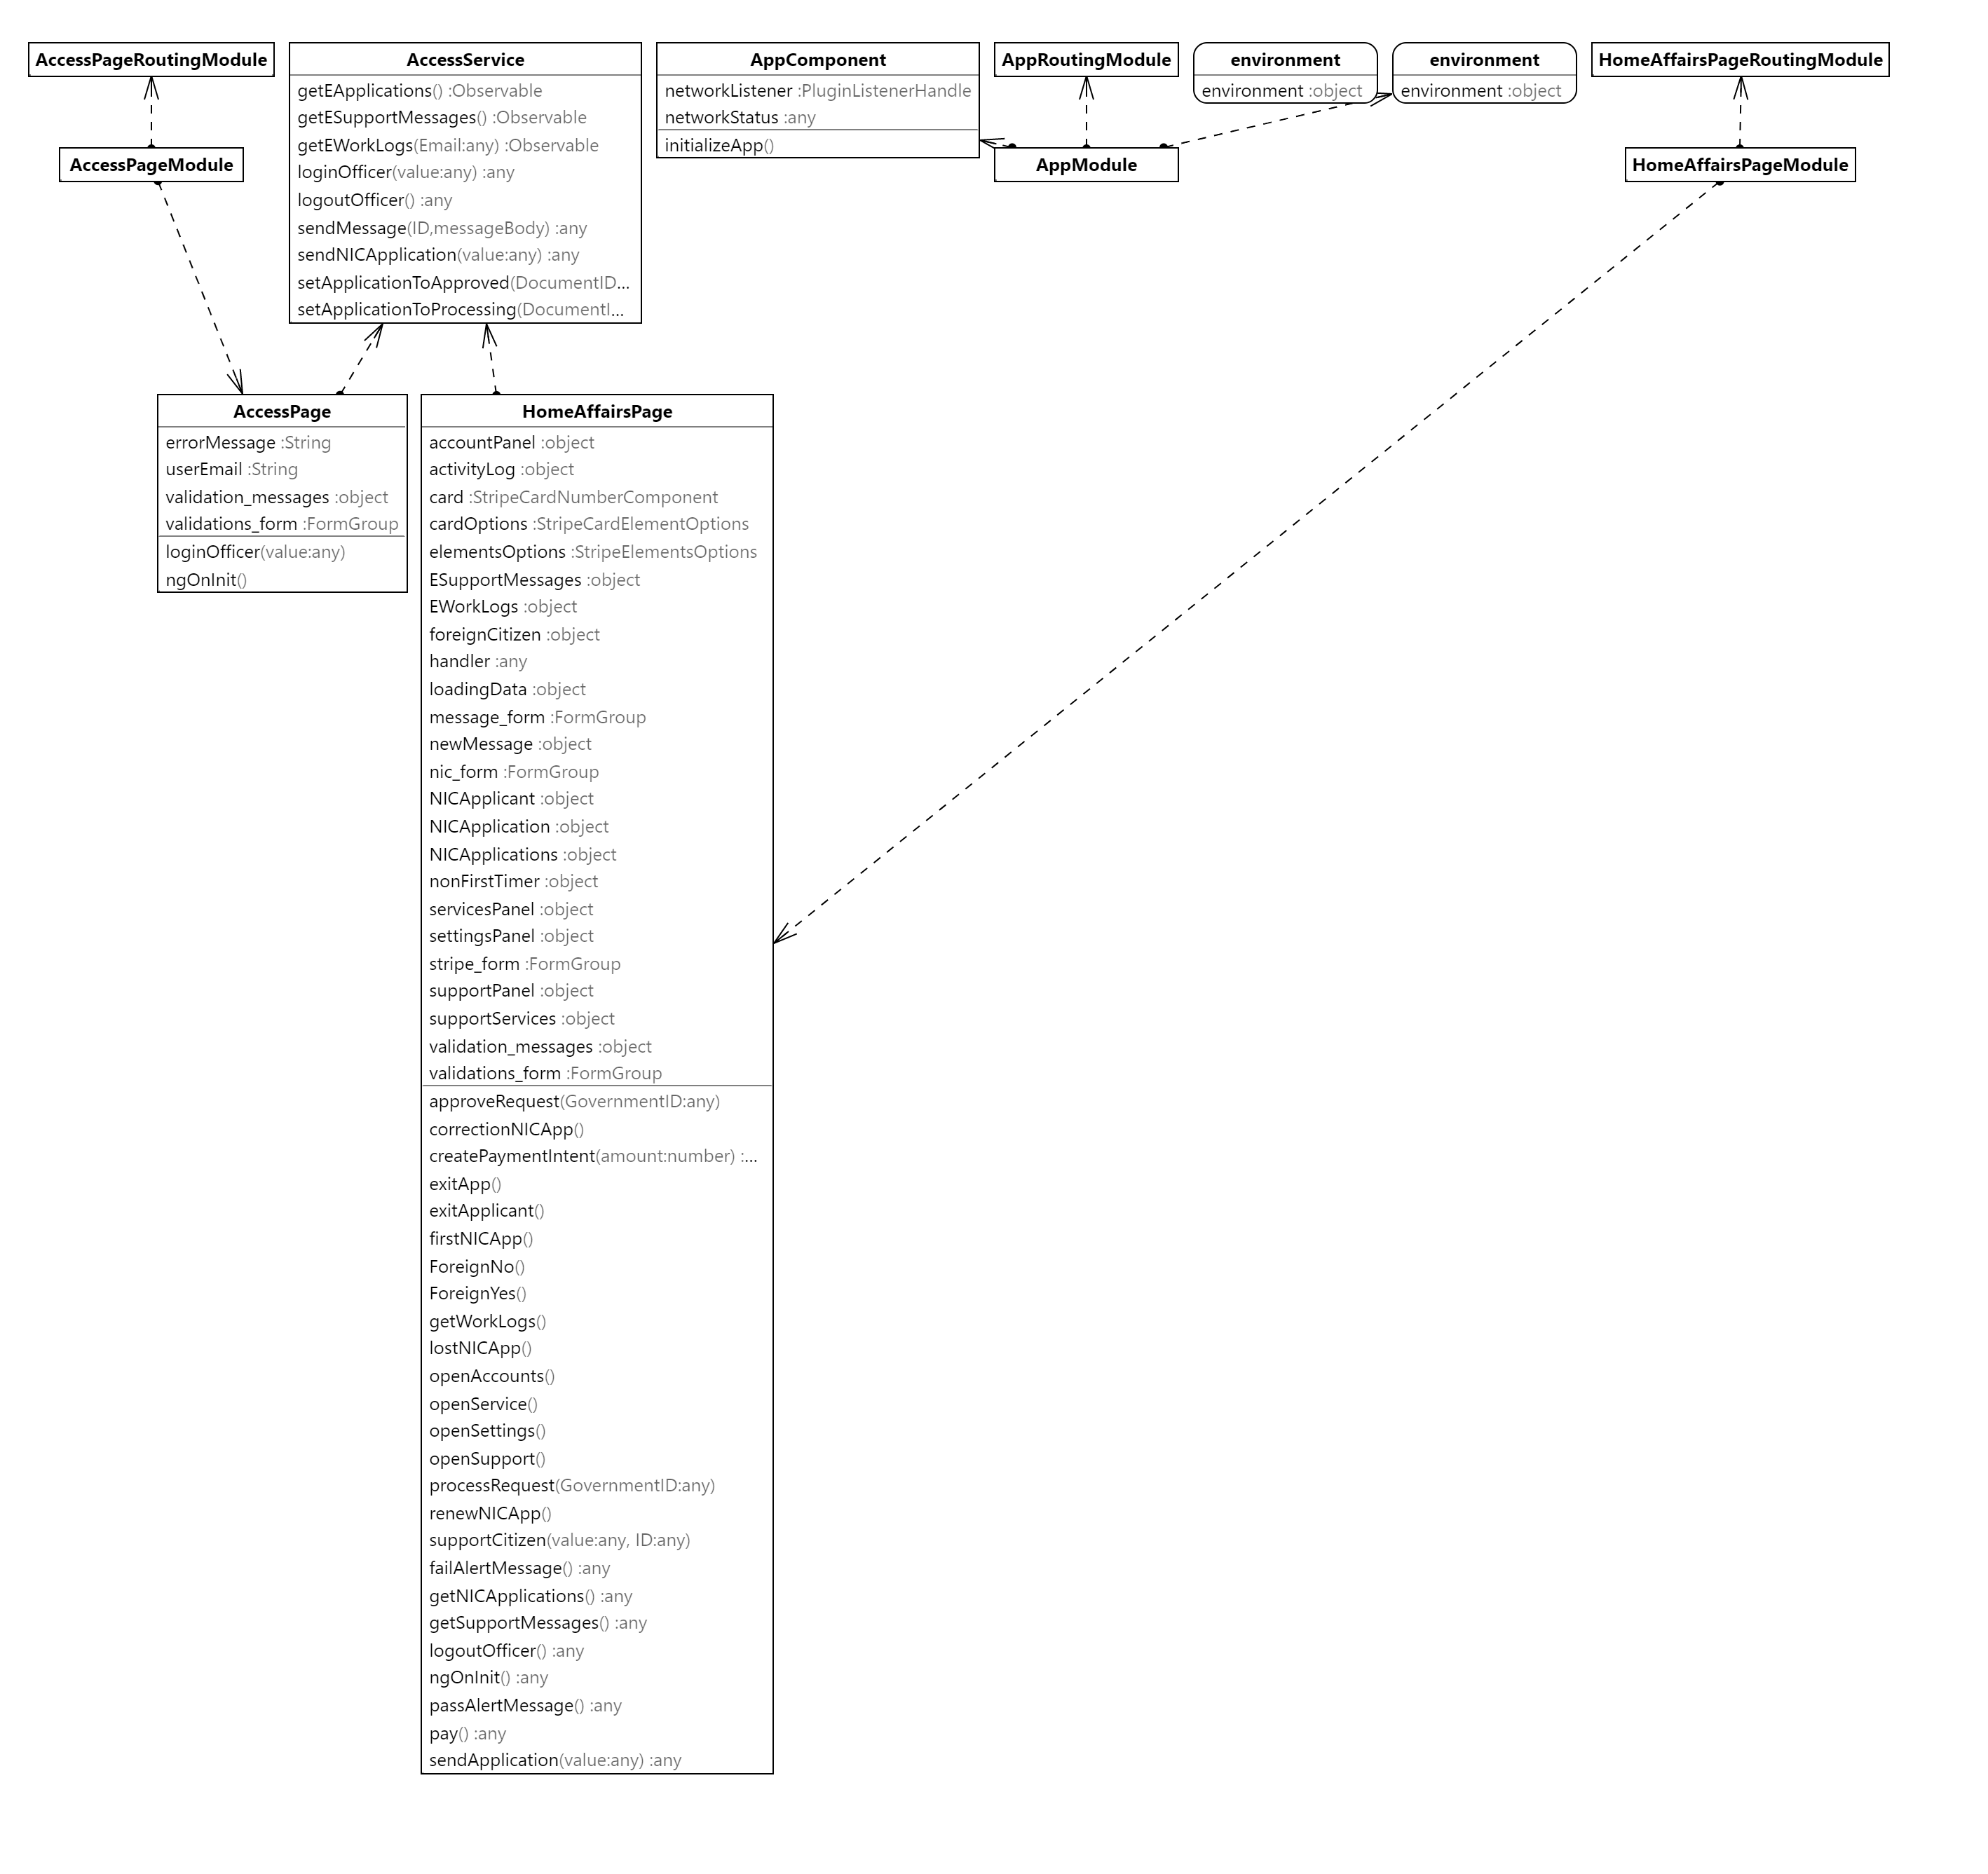 AccessPageRoutingModule
AccessPageModule
AccessService
getEApplications() :Observable
getESupportMessages() :Observable
getEWorkLogs(Email:any) :Observable
loginOfficer(value:any) :any
logoutOfficer() :any
sendMessage(ID,messageBody) :any
sendNICApplication(value:any) :any
setApplicationToApproved(DocumentID...
setApplicationToProcessing(DocumentI...
AppComponent
networkListener :PluginListenerHandle
networkStatus :any
initializeApp()
AppRoutingModule
AppModule
environment
environment :object
environment
environment :object
HomeAffairsPageRoutingModule
HomeAffairsPageModule
AccessPage
errorMessage :String
userEmail :String
validation_messages :object
validations_form :FormGroup
loginOfficer(value:any)
ngOnInit()
HomeAffairsPage
accountPanel :object
activityLog :object
card :StripeCardNumberComponent
cardOptions :StripeCardElementOptions
elementsOptions :StripeElementsOptions
ESupportMessages :object
EWorkLogs :object
foreignCitizen :object
handler :any
loadingData :object
message_form :FormGroup
newMessage :object
nic_form :FormGroup
NICApplicant :object
NICApplication :object
NICApplications :object
nonFirstTimer :object
servicesPanel :object
settingsPanel :object
stripe_form :FormGroup
supportPanel :object
supportServices :object
validation_messages :object
validations_form :FormGroup
approveRequest(GovernmentID:any)
correctionNICApp()
createPaymentIntent(amount:number) :...
exitApp()
exitApplicant()
firstNICApp()
ForeignNo()
ForeignYes()
getWorkLogs()
lostNICApp()
openAccounts()
openService()
openSettings()
openSupport()
processRequest(GovernmentID:any)
renewNICApp()
supportCitizen(value:any, ID:any)
failAlertMessage() :any
getNICApplications() :any
getSupportMessages() :any
logoutOfficer() :any
ngOnInit() :any
passAlertMessage() :any
pay() :any
sendApplication(value:any) :any